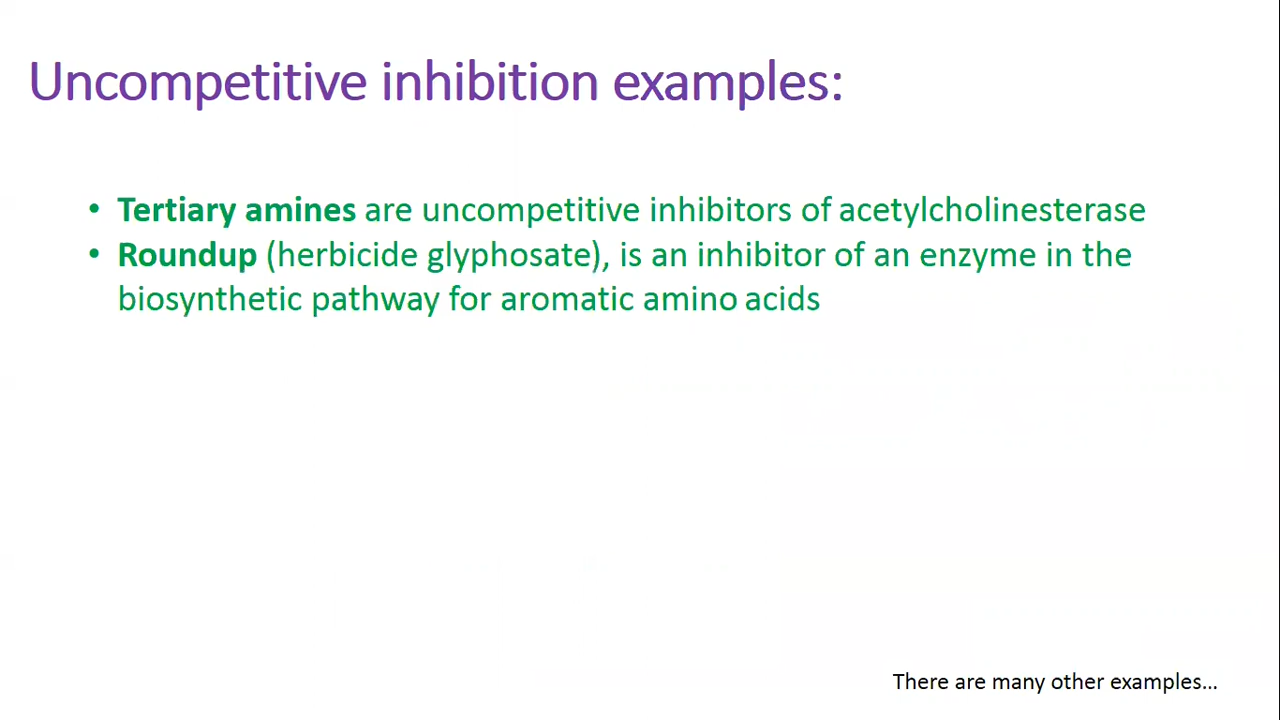 Uncompetitive inhibition examples:
• Tertiary amines are uncompetitive inhibitors of acetylcholinesterase
• Roundup (herbicide glyphosate), is an inhibitor of an enzyme in the
biosynthetic pathway for aromatic amino acids
There are many other examples...